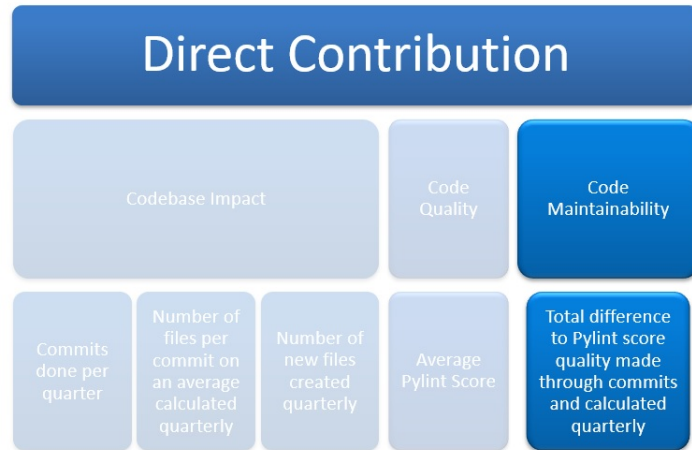 Direct Contribution
Codebase Impact
Code
Quality
Code
Maintainability
Commits
done per
quarter
Number of
files per
commit on
an average
calculated
quarterly
Number of
new files
created
quarterly
Average
Pylint Score
Total difference
to Pylint score
quality made
through commits
and calculated
quarterly